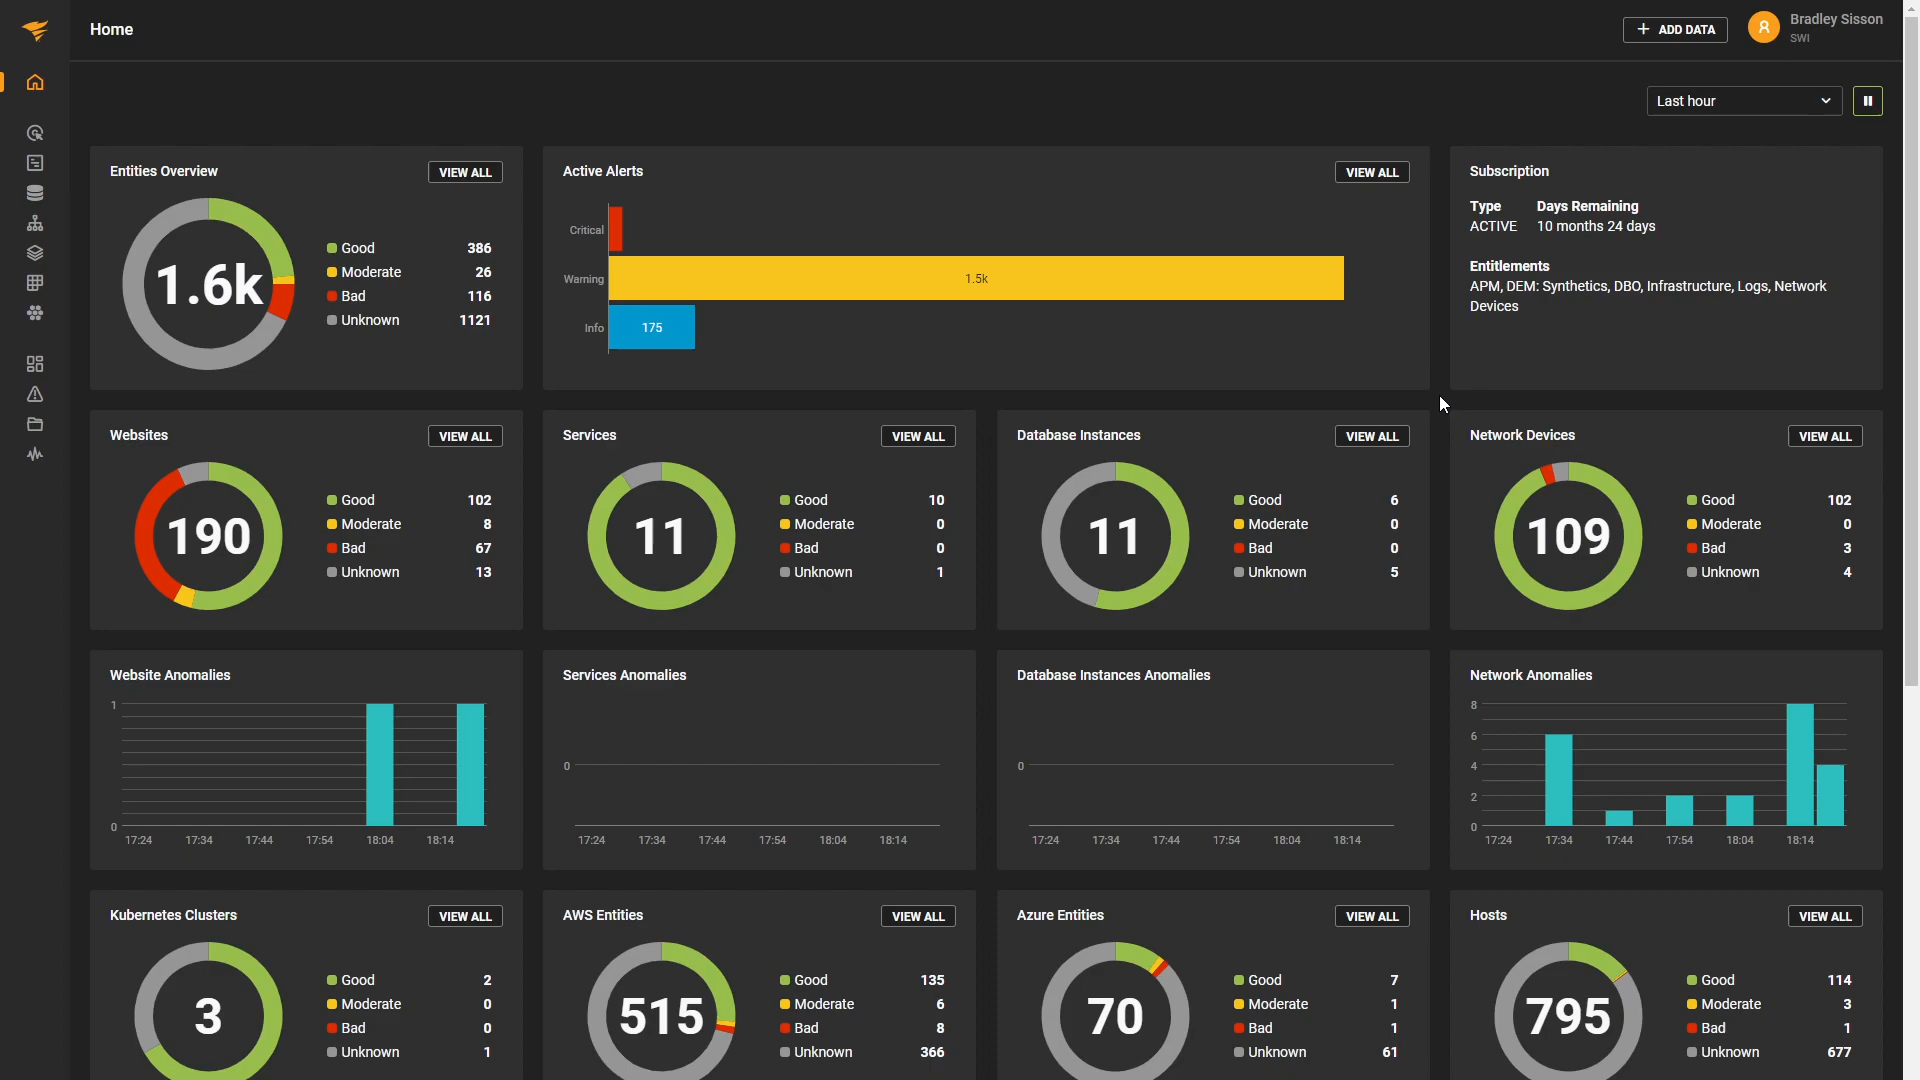 Home
ADD DATA
Bradley Sisson
SWI
Last hour
Entities Overview
VIEW ALL
1.6k
Good 386
Moderate 26
Bad 116
Unknown 1121
Active Alerts
VIEW ALL
Critical
Warning 1.5k
Info 175
Subscription
Type Days Remaining
ACTIVE 10 months 24 days
Entitlements
APM, DEM: Synthetics, DBO, Infrastructure, Logs, Network
Devices
Websites
VIEW ALL
190
Good 102
Moderate 8
Bad 67
Unknown 13
Services
VIEW ALL
11
Good 10
Moderate 0
Bad 0
Unknown 1
Database Instances
VIEW ALL
11
Good 6
Moderate 0
Bad 0
Unknown 5
Network Devices
VIEW ALL
109
Good 102
Moderate 0
Bad 3
Unknown 4
Website Anomalies
1
0
17:24 17:34 17:44 17:54 18:04 18:14
Services Anomalies
0
17:24 17:34 17:44 17:54 18:04 18:14
Database Instances Anomalies
0
17:24 17:34 17:44 17:54 18:04 18:14
Network Anomalies
8
6
4
2
0
17:24 17:34 17:44 17:54 18:04 18:14
Kubernetes Clusters
VIEW ALL
3
Good 2
Moderate 0
Bad 0
Unknown 1
AWS Entities
VIEW ALL
515
Good 135
Moderate 6
Bad 8
Unknown 366
Azure Entities
VIEW ALL
70
Good 7
Moderate 1
Bad 1
Unknown 61
Hosts
VIEW ALL
795
Good 114
Moderate 3
Bad 1
Unknown 677